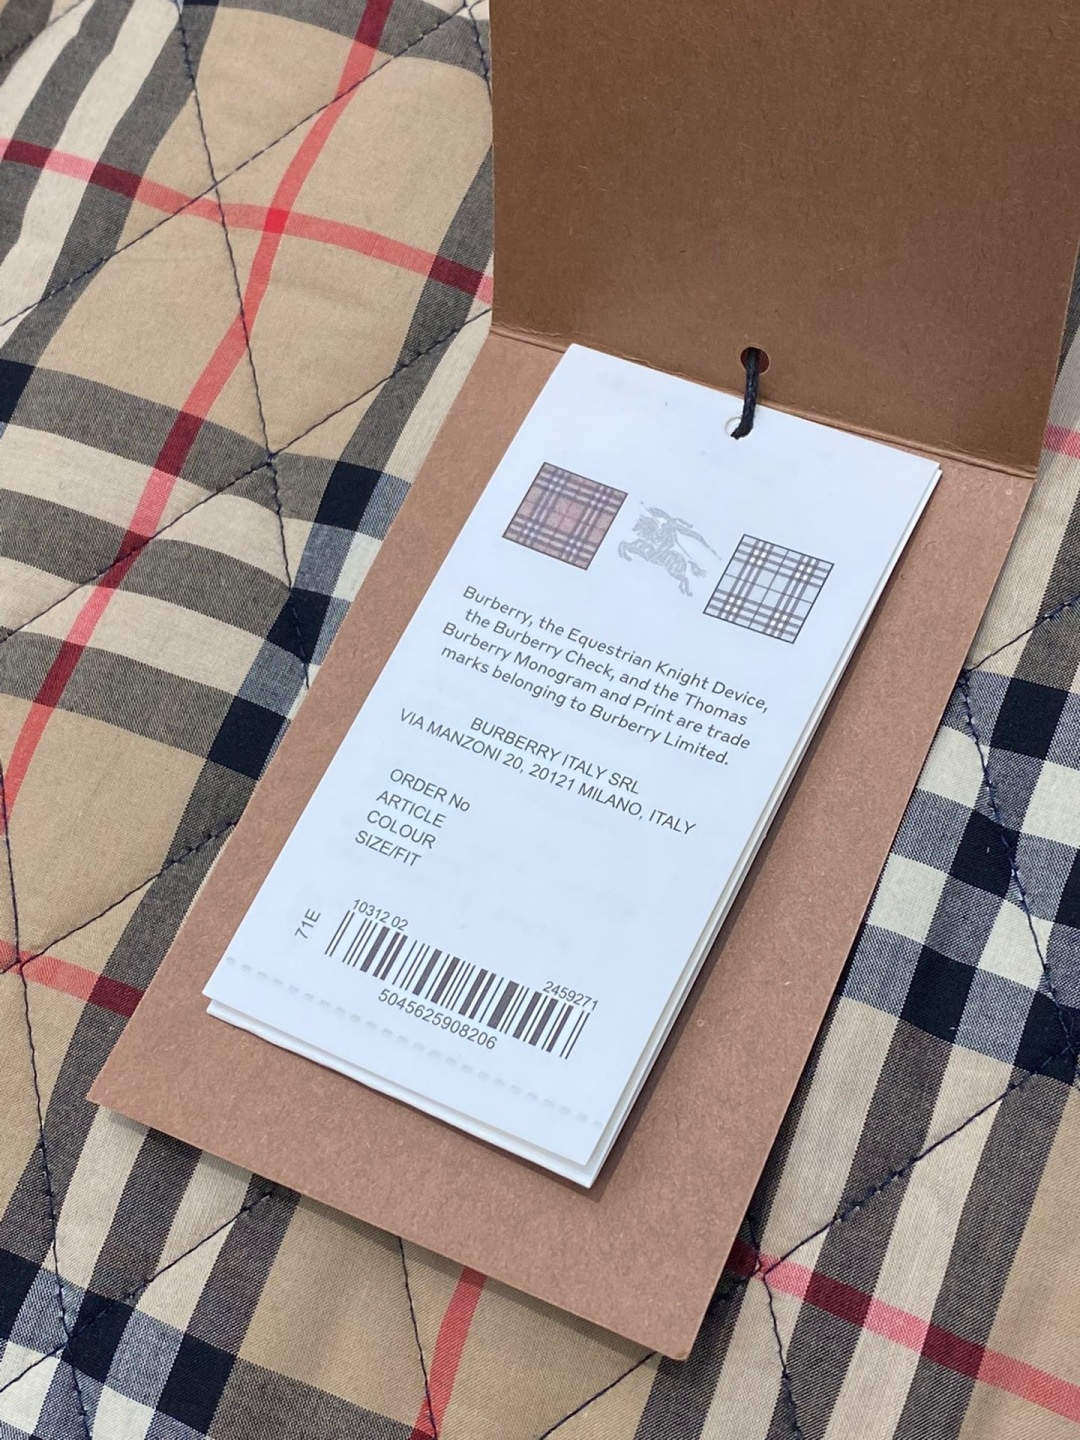 Burberry, the Equestrian Knight Device,
the Burberry Check, and the Thomas
Burberry Monogram and Print are trade
marks belonging to Burberry Limited.
BURBERRY ITALY SRL
VIA MANZONI 20, 20121 MILANO, ITALY
ORDER No
ARTICLE
COLOUR
SIZE/FIT
71E
10312 02
2459271
5045625908206